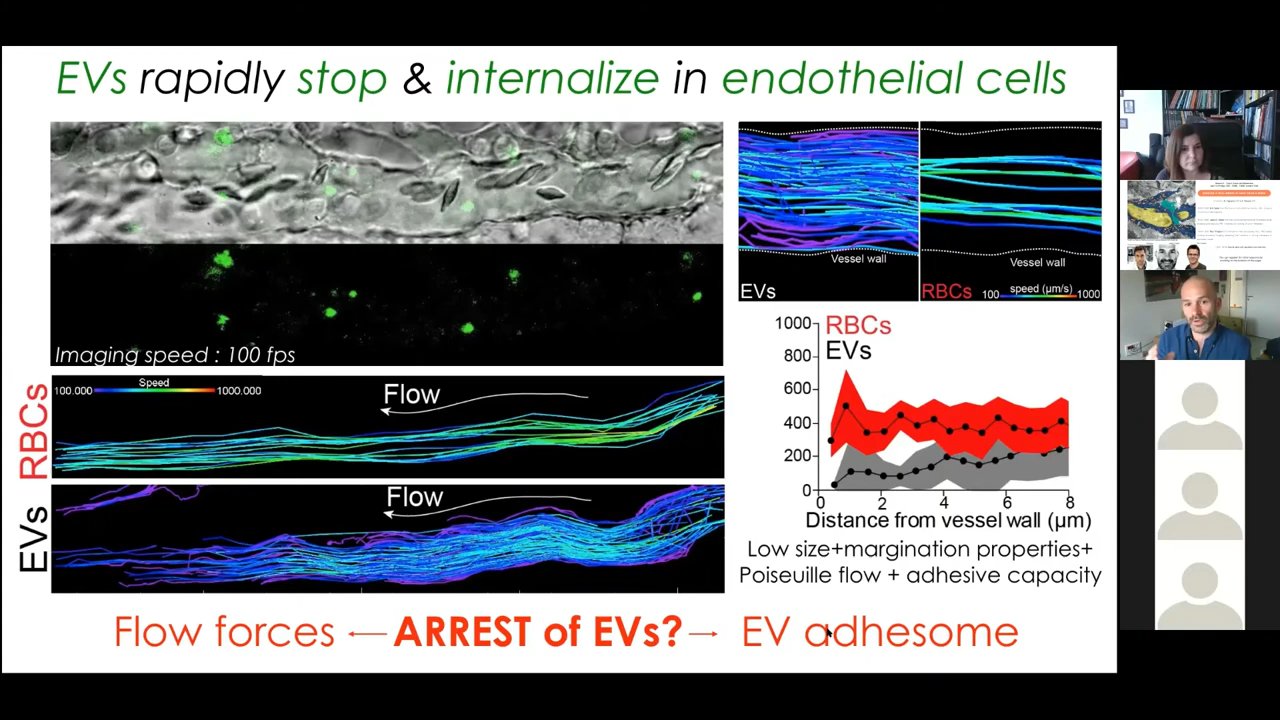 EVs rapidly stop & internalize in endothelial cells
Imaging speed : 100 fps
RBCs
Speed
100.000
1000.000
Flow
EVs
Flow
Vessel wall
EVs
Vessel wall
RBCs
100
speed (µm/s)
1000
RBCs
EVs
1000
800
600
400
200
0
0 2 4 6 8
Distance from vessel wall (µm)
Low size+margination properties+
Poiseuille flow + adhesive capacity
Flow forces ARREST of EVs? EV adhesome